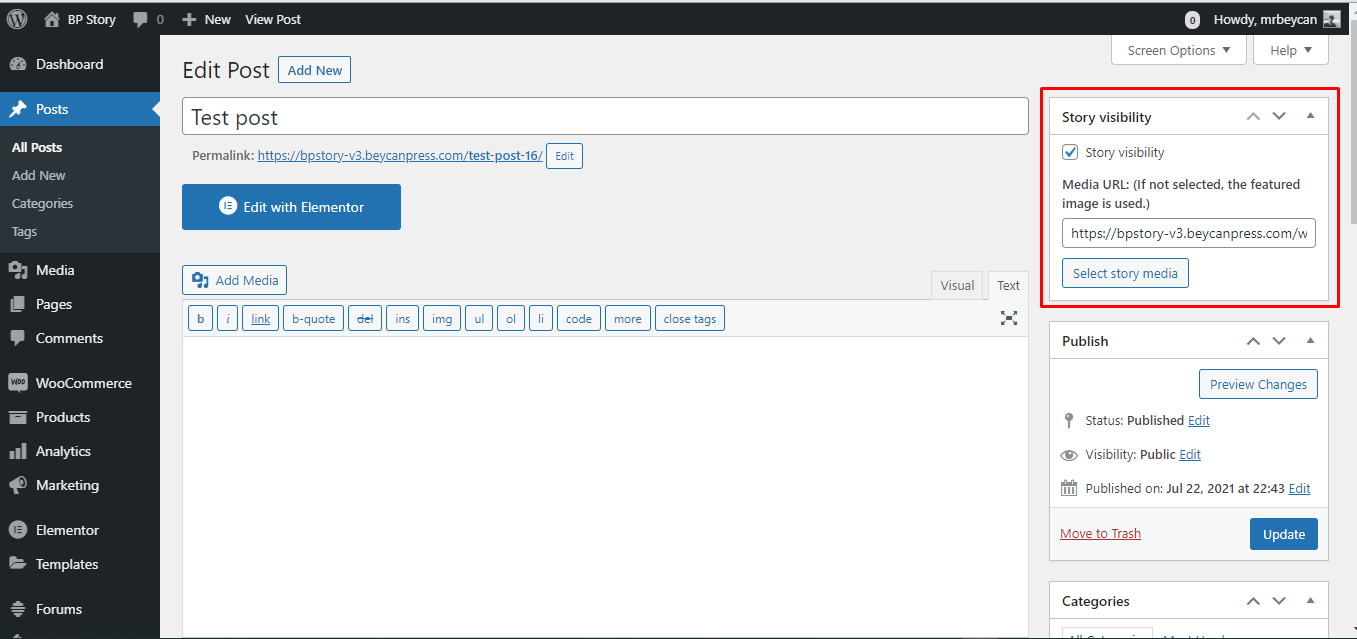 BP Story
0
New
View Post
0
Howdy, mrbeycan
Dashboard
Posts
All Posts
Add New
Categories
Tags
Media
Pages
Comments
WooCommerce
Products
Analytics
Marketing
Elementor
Templates
Forums
Screen Options
Help
Edit Post
Add New
Test post
Permalink: https://bpstory-v3.beycanpress.com/test-post-16/
Edit
Edit with Elementor
Add Media
Visual
Text
b
i
link
b-quote
del
ins
img
ul
ol
li
code
more
close tags
Story visibility
Story visibility
Media URL: (If not selected, the featured
image is used.)
https://bpstory-v3.beycanpress.com/w
Select story media
Publish
Preview Changes
Status: Published Edit
Visibility: Public Edit
Published on: Jul 22, 2021 at 22:43 Edit
Move to Trash
Update
Categories